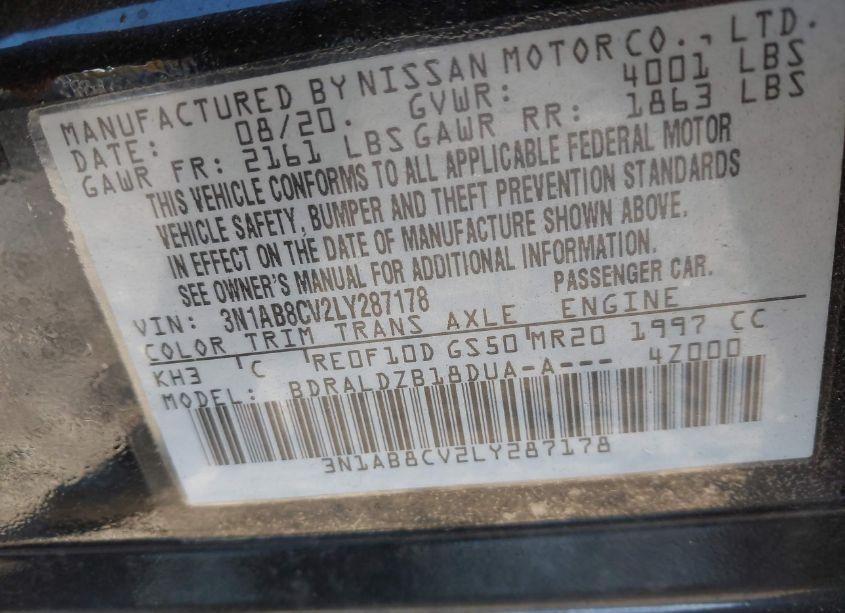 MANUFACTURED BY NISSAN MOTOR CO., LTD.
DATE: 08/20. GVWR: 4001 LBS
GAWR FR: 2161 LBS GAWR RR: 1863 LBS
THIS VEHICLE CONFORMS TO ALL APPLICABLE FEDERAL MOTOR
VEHICLE SAFETY, BUMPER AND THEFT PREVENTION STANDARDS
IN EFFECT ON THE DATE OF MANUFACTURE SHOWN ABOVE.
SEE OWNER'S MANUAL FOR ADDITIONAL INFORMATION.
VIN: 3N1AB8CV2LY287178 PASSENGER CAR.
COLOR TRIM TRANS AXLE ENGINE
KH3 C RE0F10D GS50 MR20 1997 CC
MODEL: BDRALDZB18DUA-A--- 4Z000
3N1AB8CV2LY287178